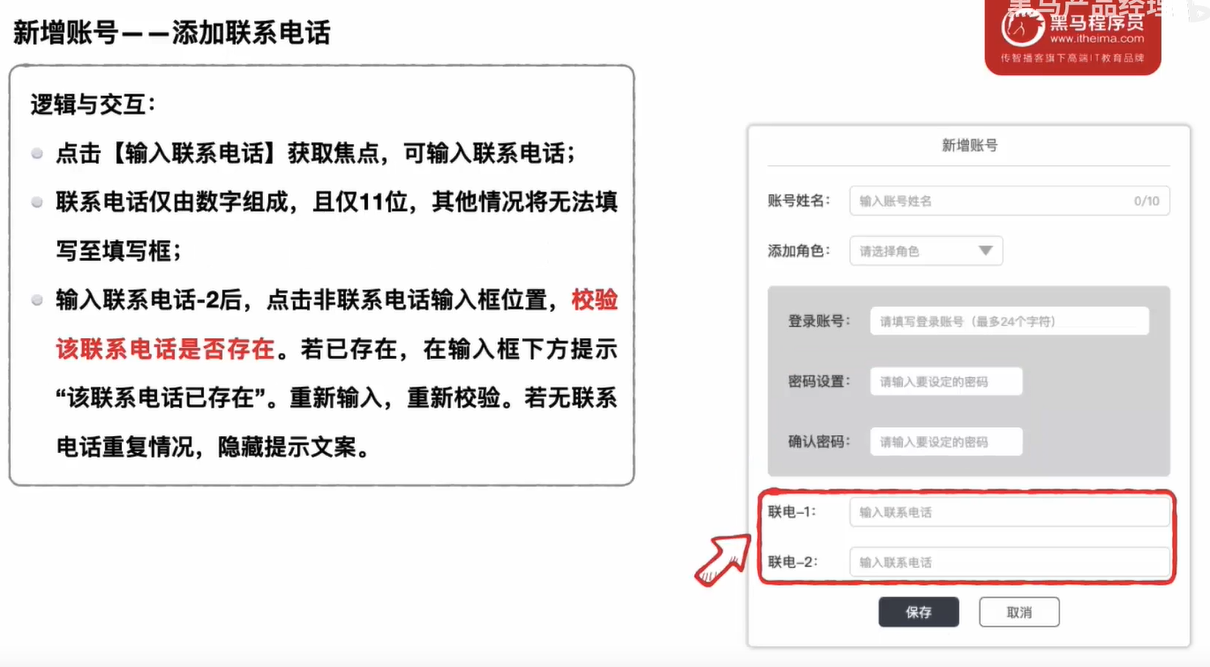 新增账号——添加联系电话
黑马产品经理
黑马程序员
www.itheima.com
传智播客旗下高端IT教育品牌
逻辑与交互：
点击【输入联系电话】获取焦点，可输入联系电话；
联系电话仅由数字组成，且仅11位，其他情况将无法填
写至填写框；
输入联系电话-2后，点击非联系电话输入框位置，校验
该联系电话是否存在。若已存在，在输入框下方提示
“该联系电话已存在”。重新输入，重新校验。若无联系
电话重复情况，隐藏提示文案。
新增账号
账号姓名： 输入账号姓名 0/10
添加角色： 请选择角色
登录账号： 请填写登录账号（最多24个字符）
密码设置： 请输入要设定的密码
确认密码： 请输入要设定的密码
联电-1： 输入联系电话
联电-2： 输入联系电话
保存 取消